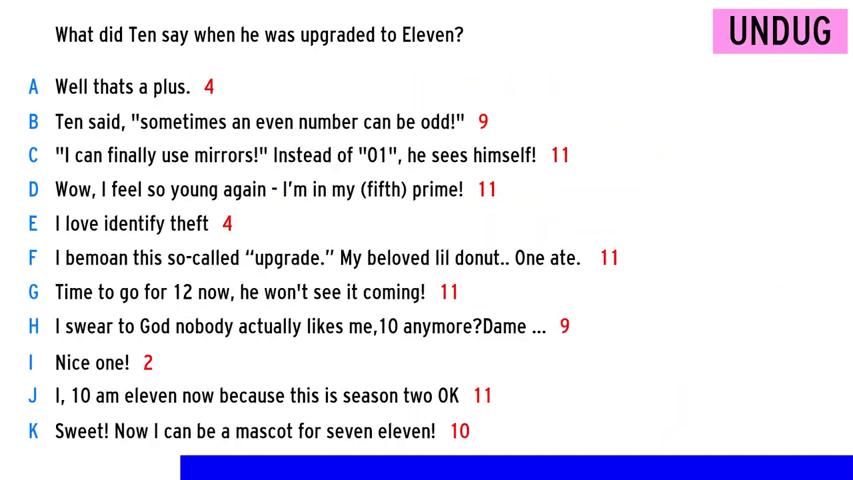 What did Ten say when he was upgraded to Eleven?
UNDUG
A Well thats a plus. 4
B Ten said, "sometimes an even number can be odd!" 9
C "I can finally use mirrors!" Instead of "01", he sees himself! 11
D Wow, I feel so young again - I'm in my (fifth) prime! 11
E I love identify theft 4
F I bemoan this so-called “upgrade.” My beloved lil donut.. One ate. 11
G Time to go for 12 now, he won't see it coming! 11
H I swear to God nobody actually likes me,10 anymore?Dame ... 9
I Nice one! 2
J I, 10 am eleven now because this is season two OK 11
K Sweet! Now I can be a mascot for seven eleven! 10